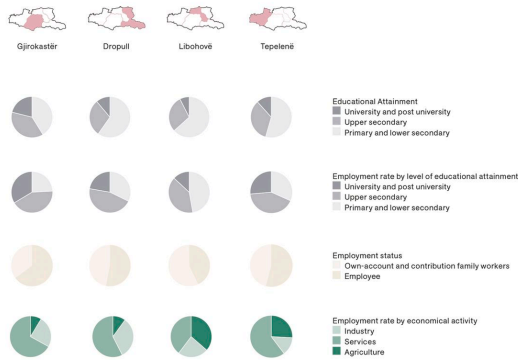 Gjirokastër
Dropull
Libohovë
Tepelenë
Educational Attainment
University and post university
Upper secondary
Primary and lower secondary
Employment rate by level of educational attainment
University and post university
Upper secondary
Primary and lower secondary
Employment status
Own-account and contribution family workers
Employee
Employment rate by economical activity
Industry
Services
Agriculture